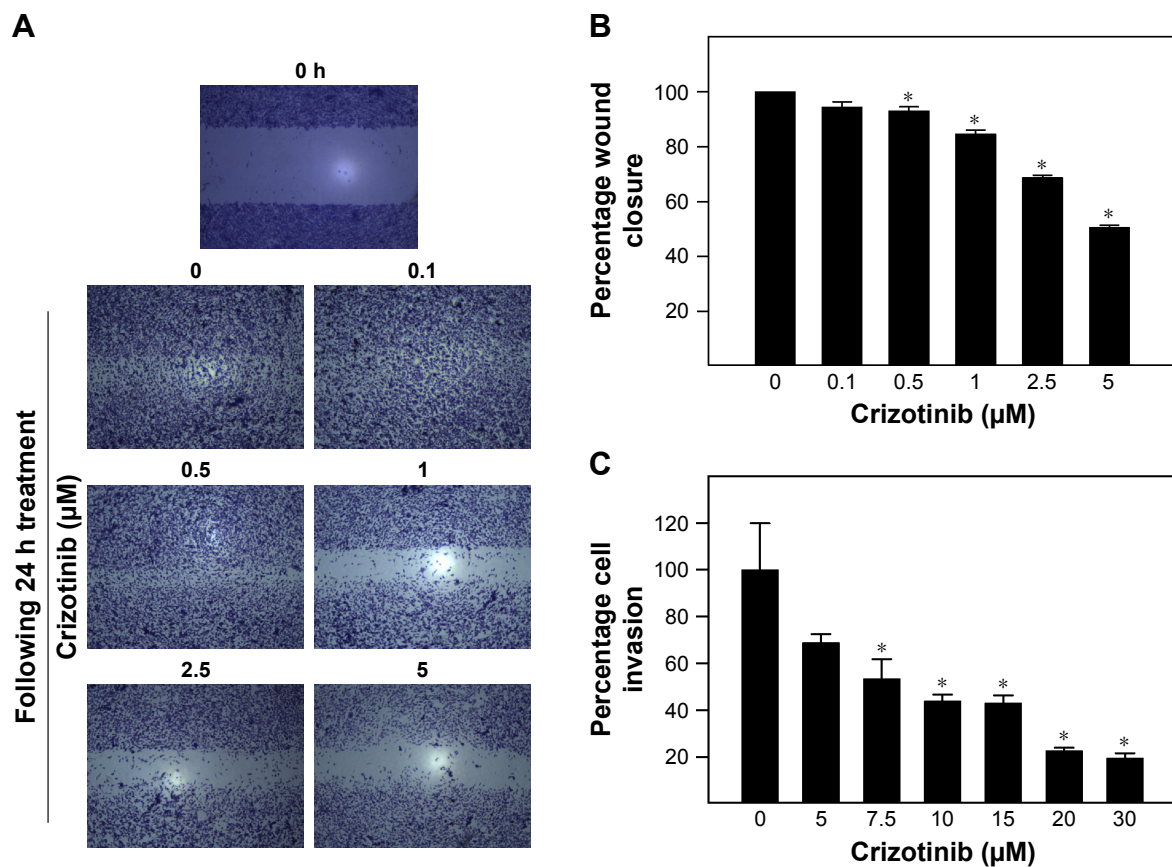 A
0 h
0 0.1
0.5 1
2.5 5
Following 24 h treatment
Crizotinib (µM)
B
Percentage wound
closure
100
80
60
40
20
* * * *
0 0.1 0.5 1 2.5 5
Crizotinib (µM)
C
Percentage cell
invasion
120
100
80
60
40
20
* * * * *
0 5 7.5 10 15 20 30
Crizotinib (µM)